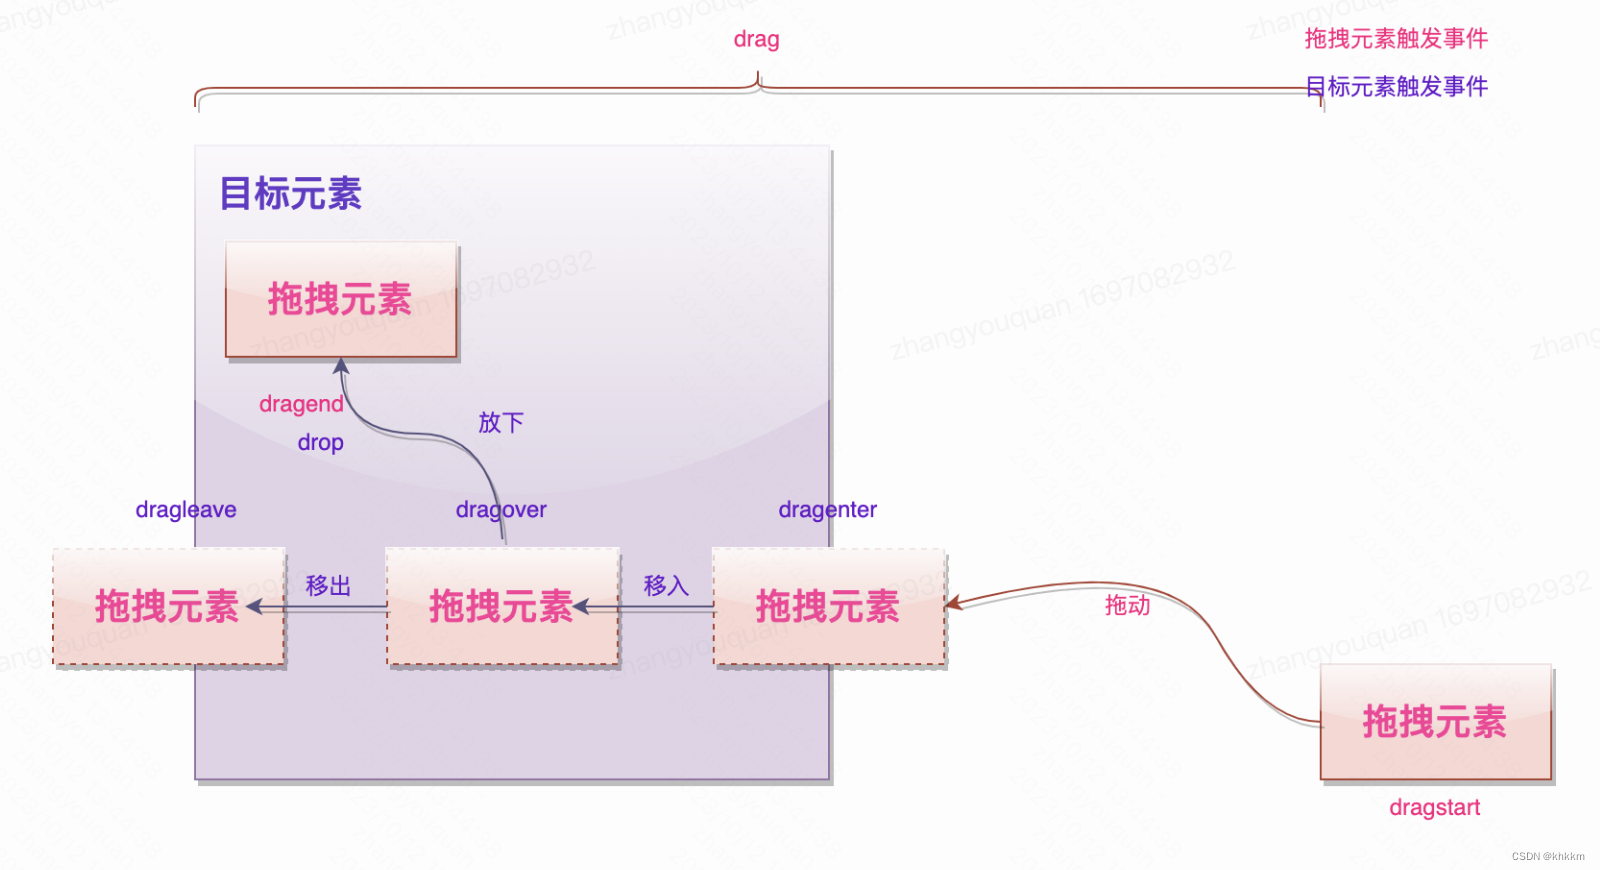 drag
拖拽元素触发事件
目标元素触发事件
目标元素
拖拽元素
dragend
drop
放下
dragleave
dragover
dragenter
拖拽元素
移出
拖拽元素
移入
拖拽元素
拖动
拖拽元素
dragstart
zhangyouquan 1697082932
CSDN @khkkm